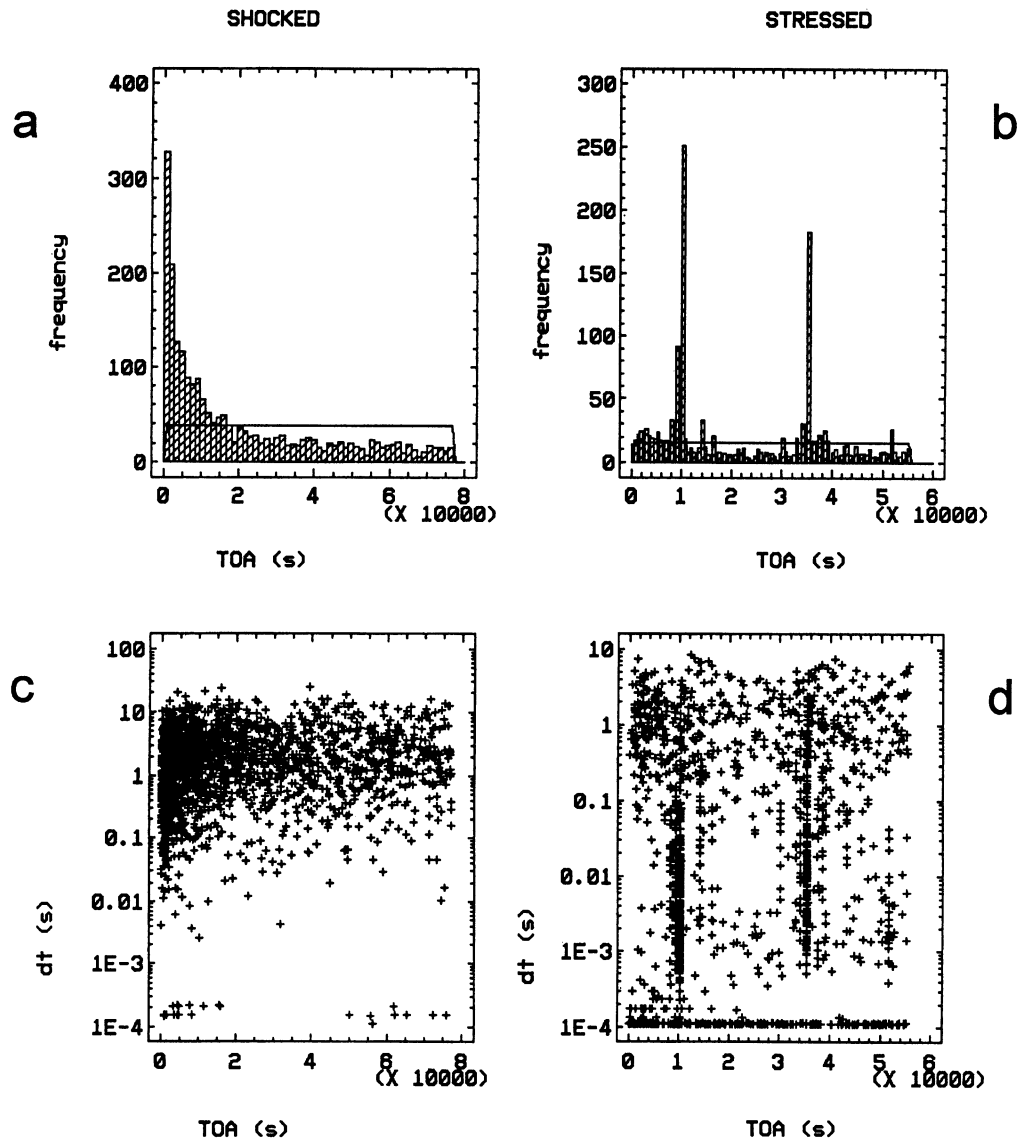 SHOCKED
STRESSED
a
400
300
200
100
0
frequency
0 2 4 6 8
(X 10000)
TOA (s)
b
300
250
200
150
100
50
0
frequency
0 1 2 3 4 5 6
(X 10000)
TOA (s)
c
100
10
1
0.1
0.01
1E-3
1E-4
dt (s)
0 2 4 6 8
(X 10000)
TOA (s)
d
10
1
0.1
0.01
1E-3
1E-4
dt (s)
0 1 2 3 4 5 6
(X 10000)
TOA (s)